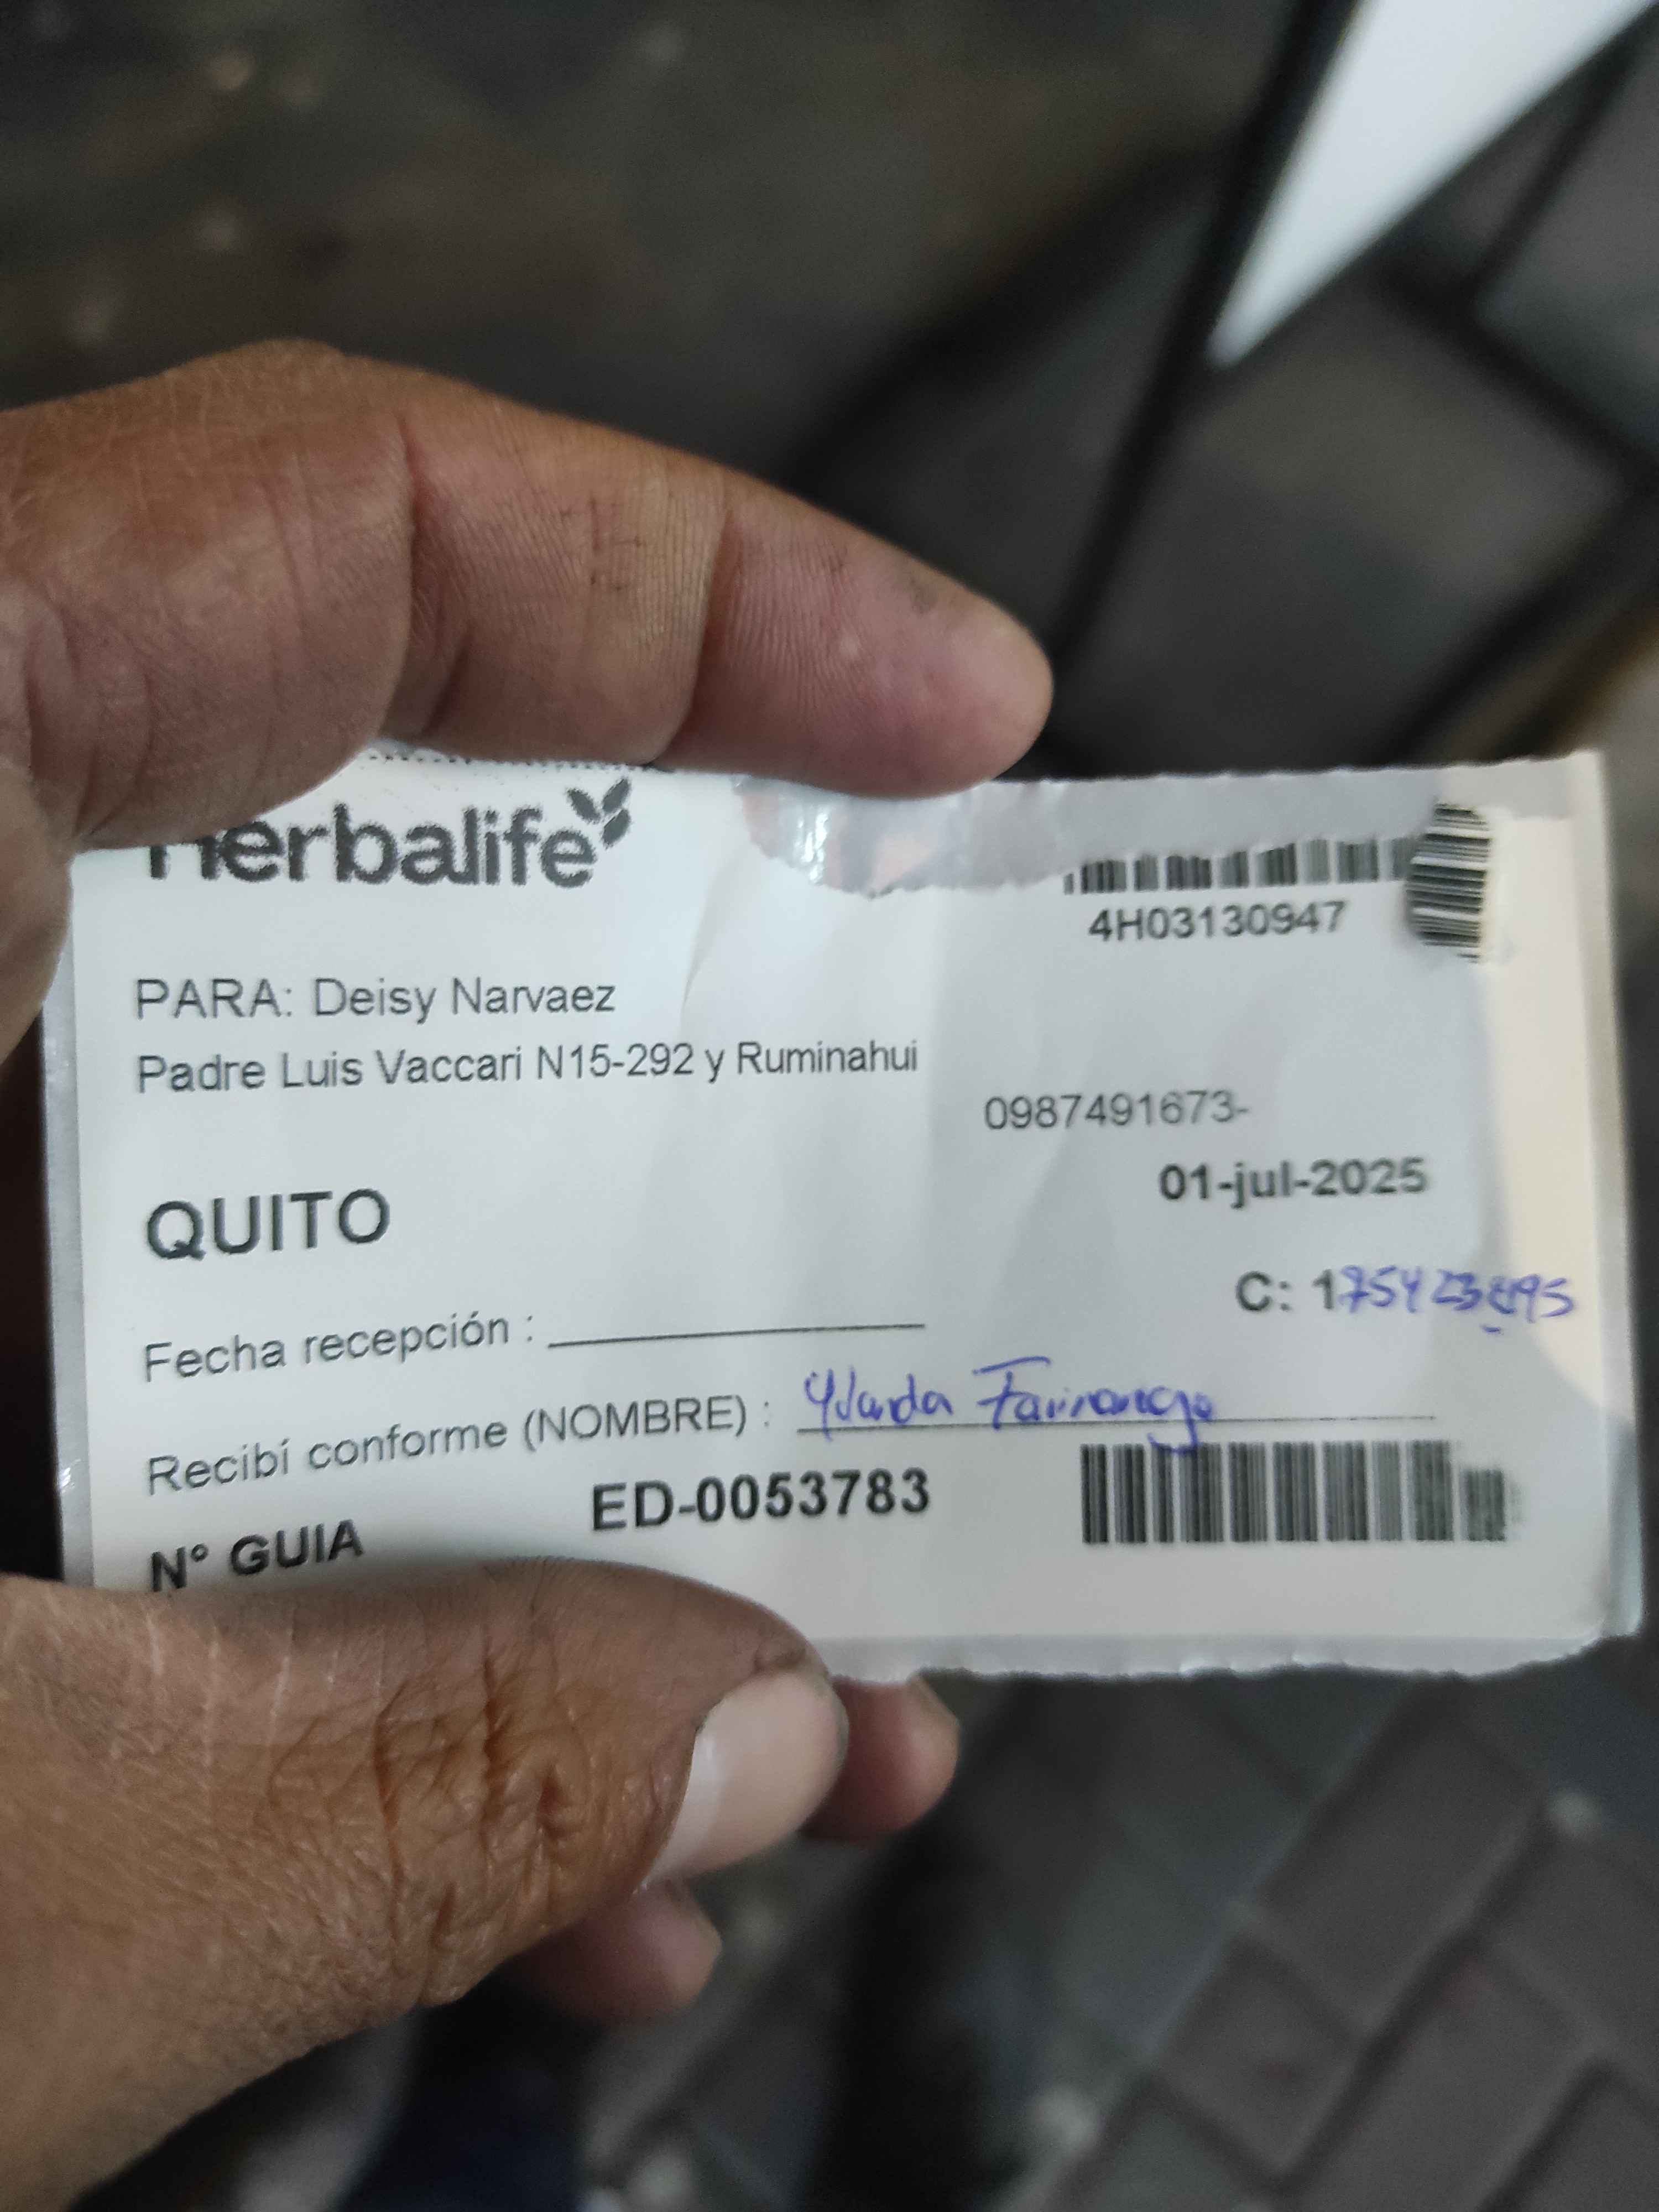 Herbalife
4H03130947
PARA: Deisy Narvaez
Padre Luis Vaccari N15-292 y Ruminahui
0987491673-
01-jul-2025
QUITO
C: 1
Fecha recepción :
Recibí conforme (NOMBRE) :
ED-0053783
N° GUIA